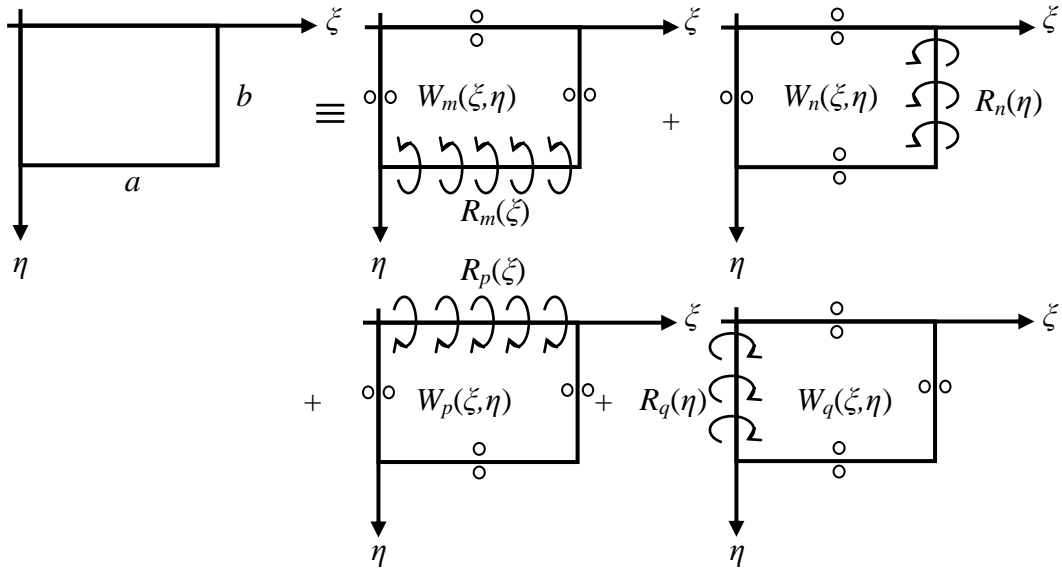 ξ
b
a
η
≡
ξ
W_m(ξ,η)
R_m(ξ)
η
+
ξ
W_n(ξ,η)
R_n(η)
η
+
R_p(ξ)
ξ
W_p(ξ,η)
η
+
R_q(η)
ξ
W_q(ξ,η)
η